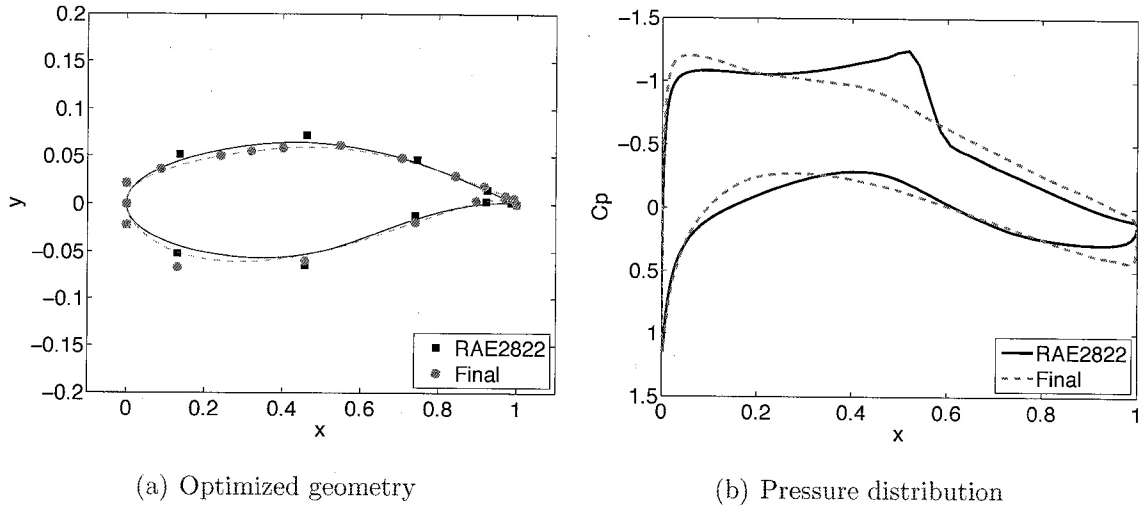 0.2
0.15
0.1
0.05
0
−0.05
−0.1
−0.15
−0.2
y
0
0.2
0.4
0.6
0.8
1
x
RAE2822
Final
(a) Optimized geometry
−1.5
−1
−0.5
0
0.5
1
1.5
Cp
0
0.2
0.4
0.6
0.8
1
x
RAE2822
Final
(b) Pressure distribution